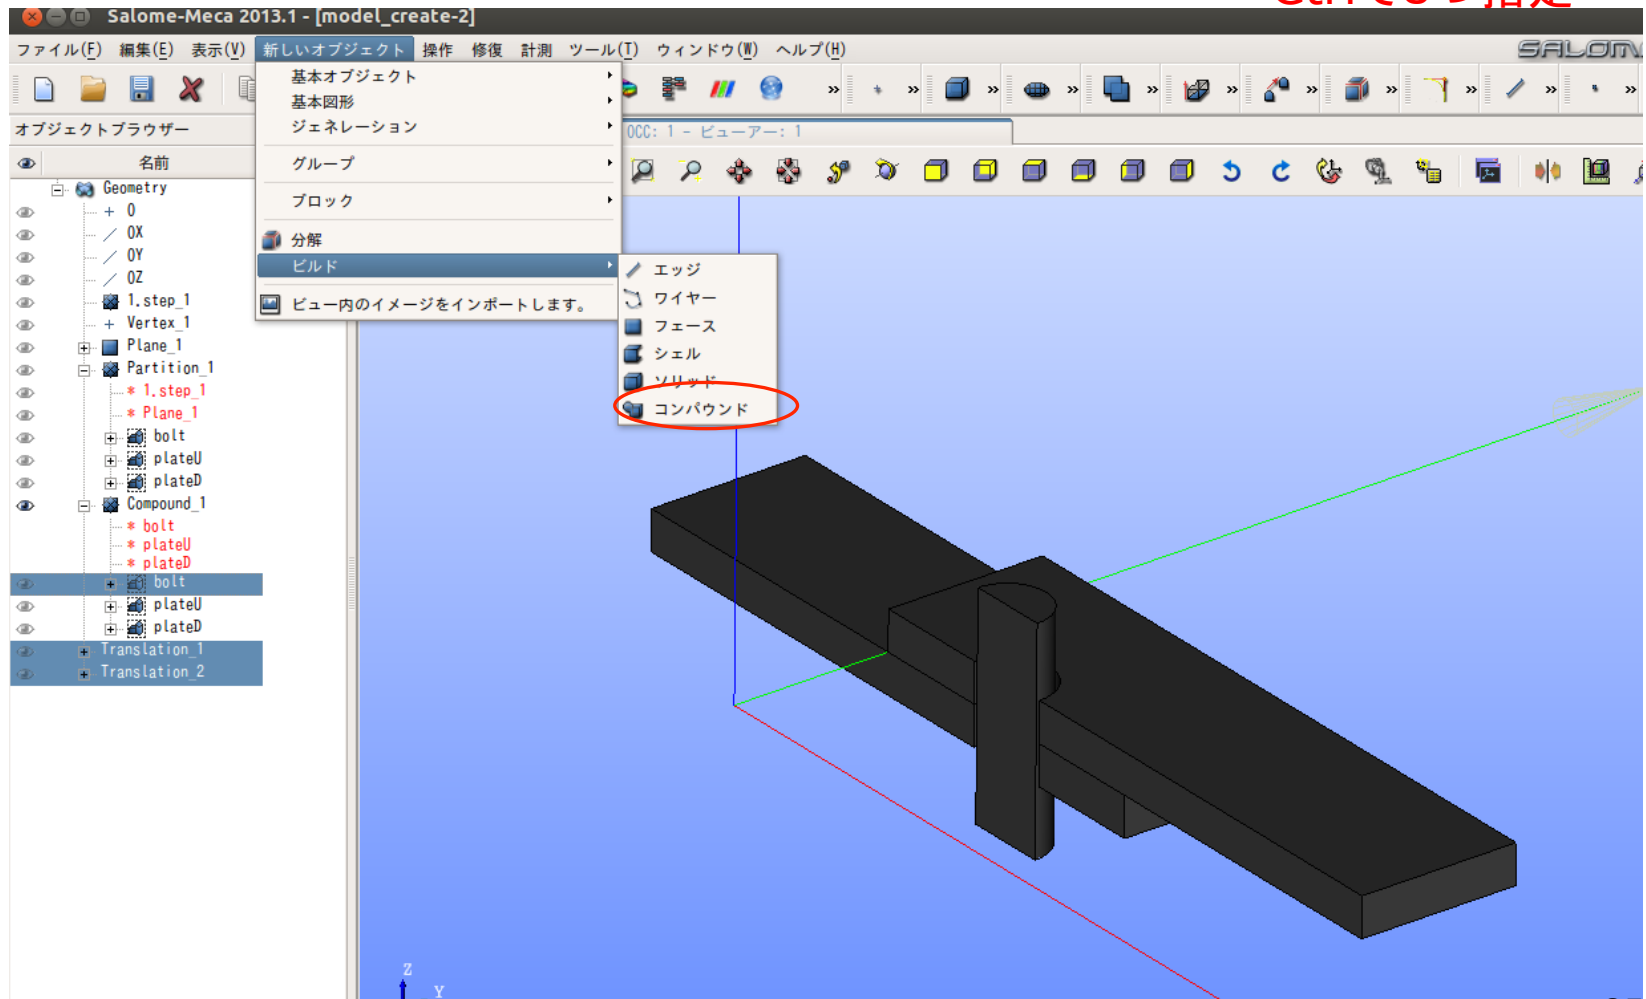 Salome-Meca 2013.1 - [model_create-2]
ファイル(F) 編集(E) 表示(V) 新しいオブジェクト 操作 修復 計測 ツール(T) ウィンドウ(W) ヘルプ(H)
基本オブジェクト
基本図形
ジェネレーション
グループ
ブロック
分解
ビルド
ビュー内のイメージをインポートします。
エッジ
ワイヤー
フェース
シェル
ソリッド
コンパウンド
オブジェクトブラウザー
OCC: 1 - ビューアー: 1
名前
Geometry
O
OX
OY
OZ
1.step_1
Vertex_1
Plane_1
Partition_1
* 1.step_1
* Plane_1
bolt
plateU
plateD
Compound_1
* bolt
* plateU
* plateD
bolt
plateU
plateD
Translation_1
Translation_2
Z
Y